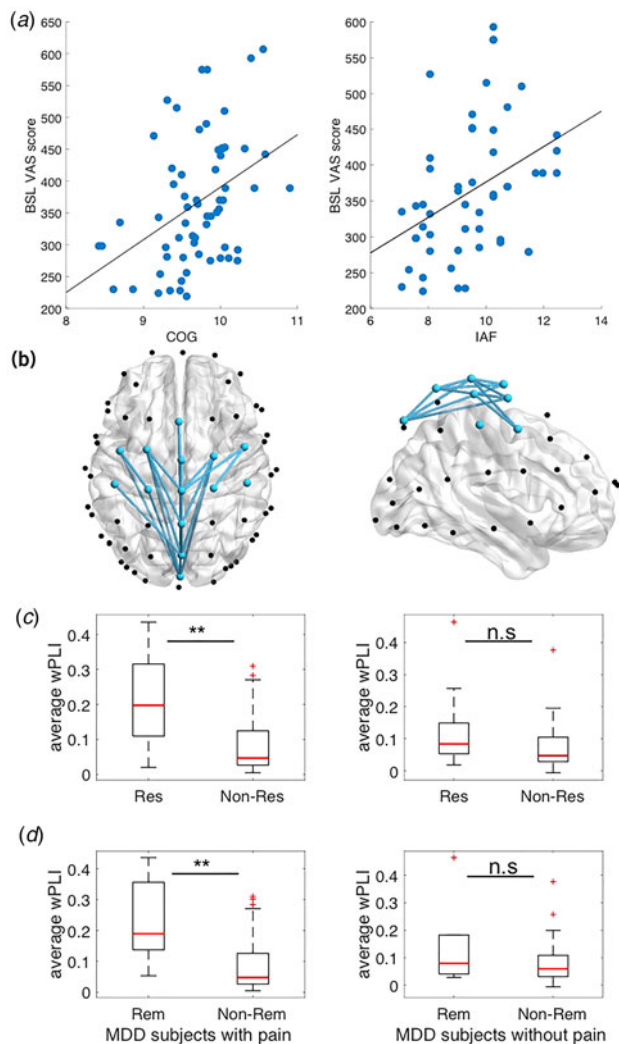 (a)
650
600
550
500
450
400
350
300
250
200
BSL VAS score
8 9 10 11
COG
600
550
500
450
400
350
300
250
200
BSL VAS score
6 8 10 12 14
IAF
(b)
(c)
average wPLI
0.4
0.3
0.2
0.1
0
**
Res Non-Res
average wPLI
0.4
0.3
0.2
0.1
0
n.s
Res Non-Res
(d)
average wPLI
0.4
0.3
0.2
0.1
0
**
Rem Non-Rem
MDD subjects with pain
average wPLI
0.4
0.3
0.2
0.1
0
n.s
Rem Non-Rem
MDD subjects without pain